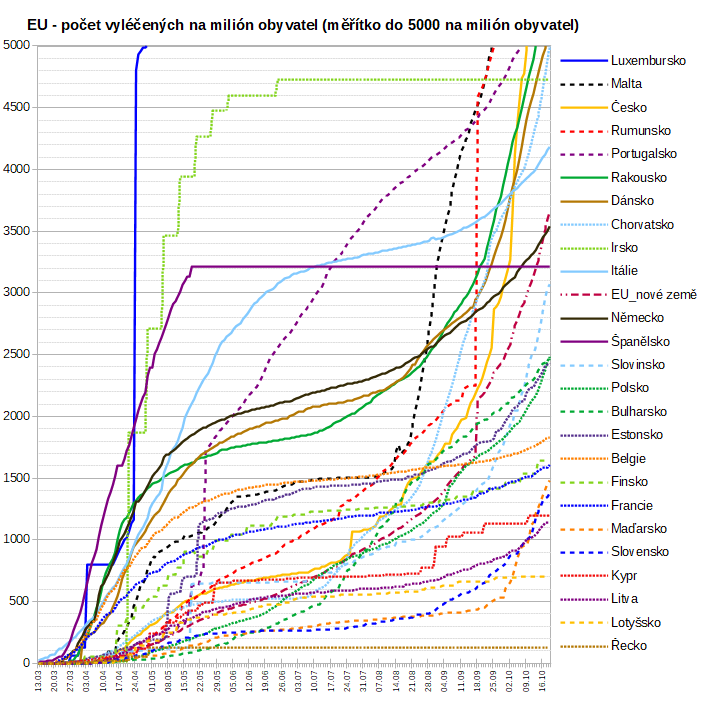 EU - počet vyléčených na milión obyvatel (měřítko do 5000 na milión obyvatel)
5000
4500
4000
3500
3000
2500
2000
1500
1000
500
0
Luxembursko
Malta
Česko
Rumunsko
Portugalsko
Rakousko
Dánsko
Chorvatsko
Irsko
Itálie
EU_nové země
Německo
Španělsko
Slovinsko
Polsko
Bulharsko
Estonsko
Belgie
Finsko
Francie
Maďarsko
Slovensko
Kypr
Litva
Lotyšsko
Řecko
13.03
20.03
27.03
03.04
10.04
17.04
24.04
01.05
08.05
15.05
22.05
29.05
05.06
12.06
19.06
26.06
03.07
10.07
17.07
24.07
31.07
07.08
14.08
21.08
28.08
04.09
11.09
18.09
25.09
02.10
09.10
16.10